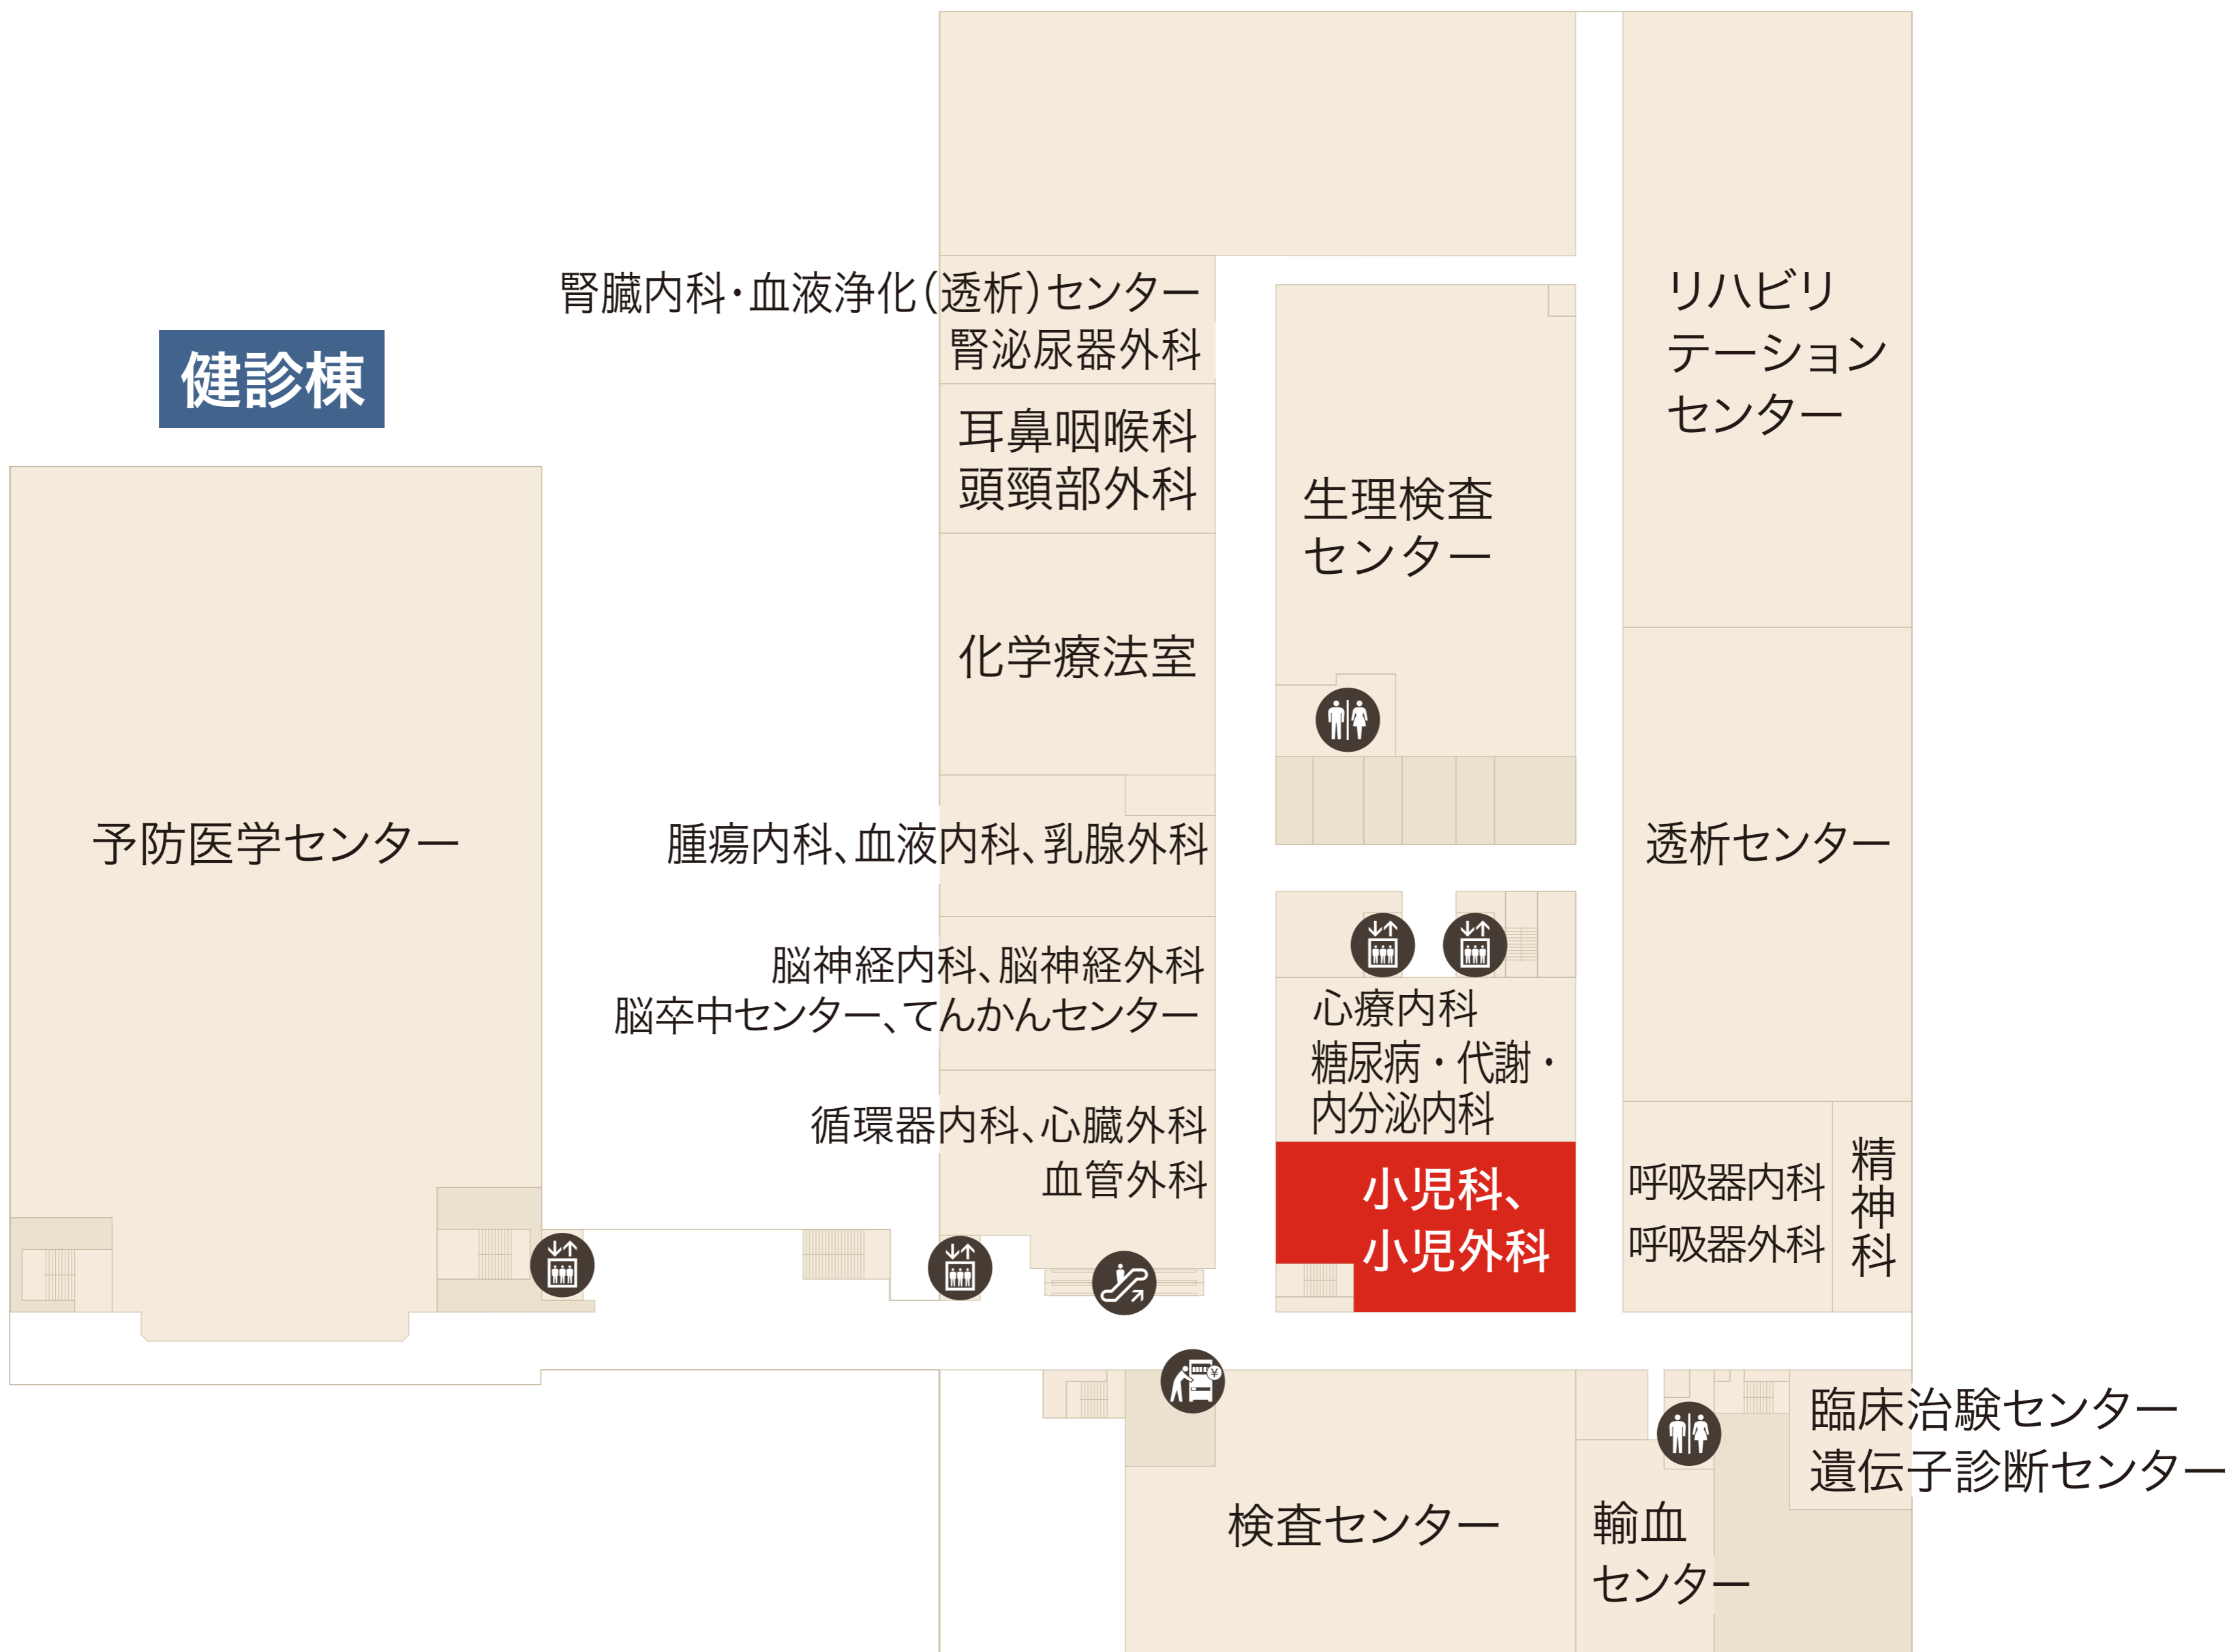 腎臓内科・血液浄化(透析)センター
腎泌尿器外科
リハビリ
テーション
センター
健診棟
耳鼻咽喉科
頭頸部外科
生理検査
センター
化学療法室
予防医学センター
腫瘍内科、血液内科、乳腺外科
透析センター
脳神経内科、脳神経外科
脳卒中センター、てんかんセンター
心療内科
糖尿病・代謝・
内分泌内科
循環器内科、心臓外科
血管外科
小児科、
小児外科
呼吸器内科
呼吸器外科
精神科
¥
臨床治験センター
遺伝子診断センター
検査センター
輸血
センター